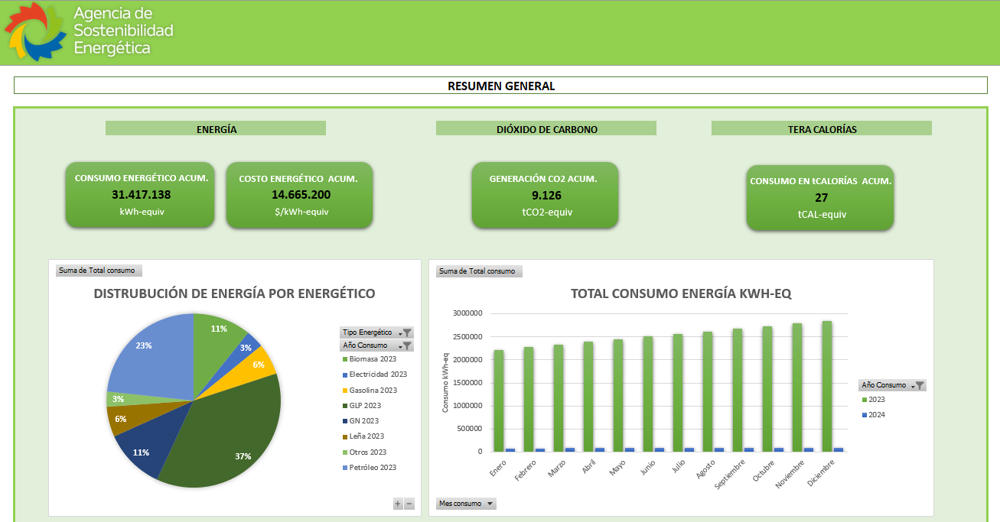 Agencia de
Sostenibilidad
Energética
RESUMEN GENERAL
ENERGÍA
DIÓXIDO DE CARBONO
TERA CALORÍAS
CONSUMO ENERGÉTICO ACUM.
31.417.138
kWh-equiv
COSTO ENERGÉTICO ACUM.
14.665.200
$/kWh-equiv
GENERACIÓN CO2 ACUM.
9.126
tCO2-equiv
CONSUMO EN tCALORÍAS ACUM.
27
tCAL-equiv
Suma de Total consumo
DISTRUBUCIÓN DE ENERGÍA POR ENERGÉTICO
11%
3%
6%
37%
11%
6%
3%
23%
Tipo Energético
Año Consumo
Biomasa 2023
Electricidad 2023
Gasolina 2023
GLP 2023
GN 2023
Leña 2023
Otros 2023
Petróleo 2023
+ −
Suma de Total consumo
TOTAL CONSUMO ENERGÍA KWH-EQ
Consumo kWh-eq
3000000
2500000
2000000
1500000
1000000
500000
0
Enero
Febrero
Marzo
Abril
Mayo
Junio
Julio
Agosto
Septiembre
Octubre
Noviembre
Diciembre
Año Consumo
2023
2024
Mes consumo